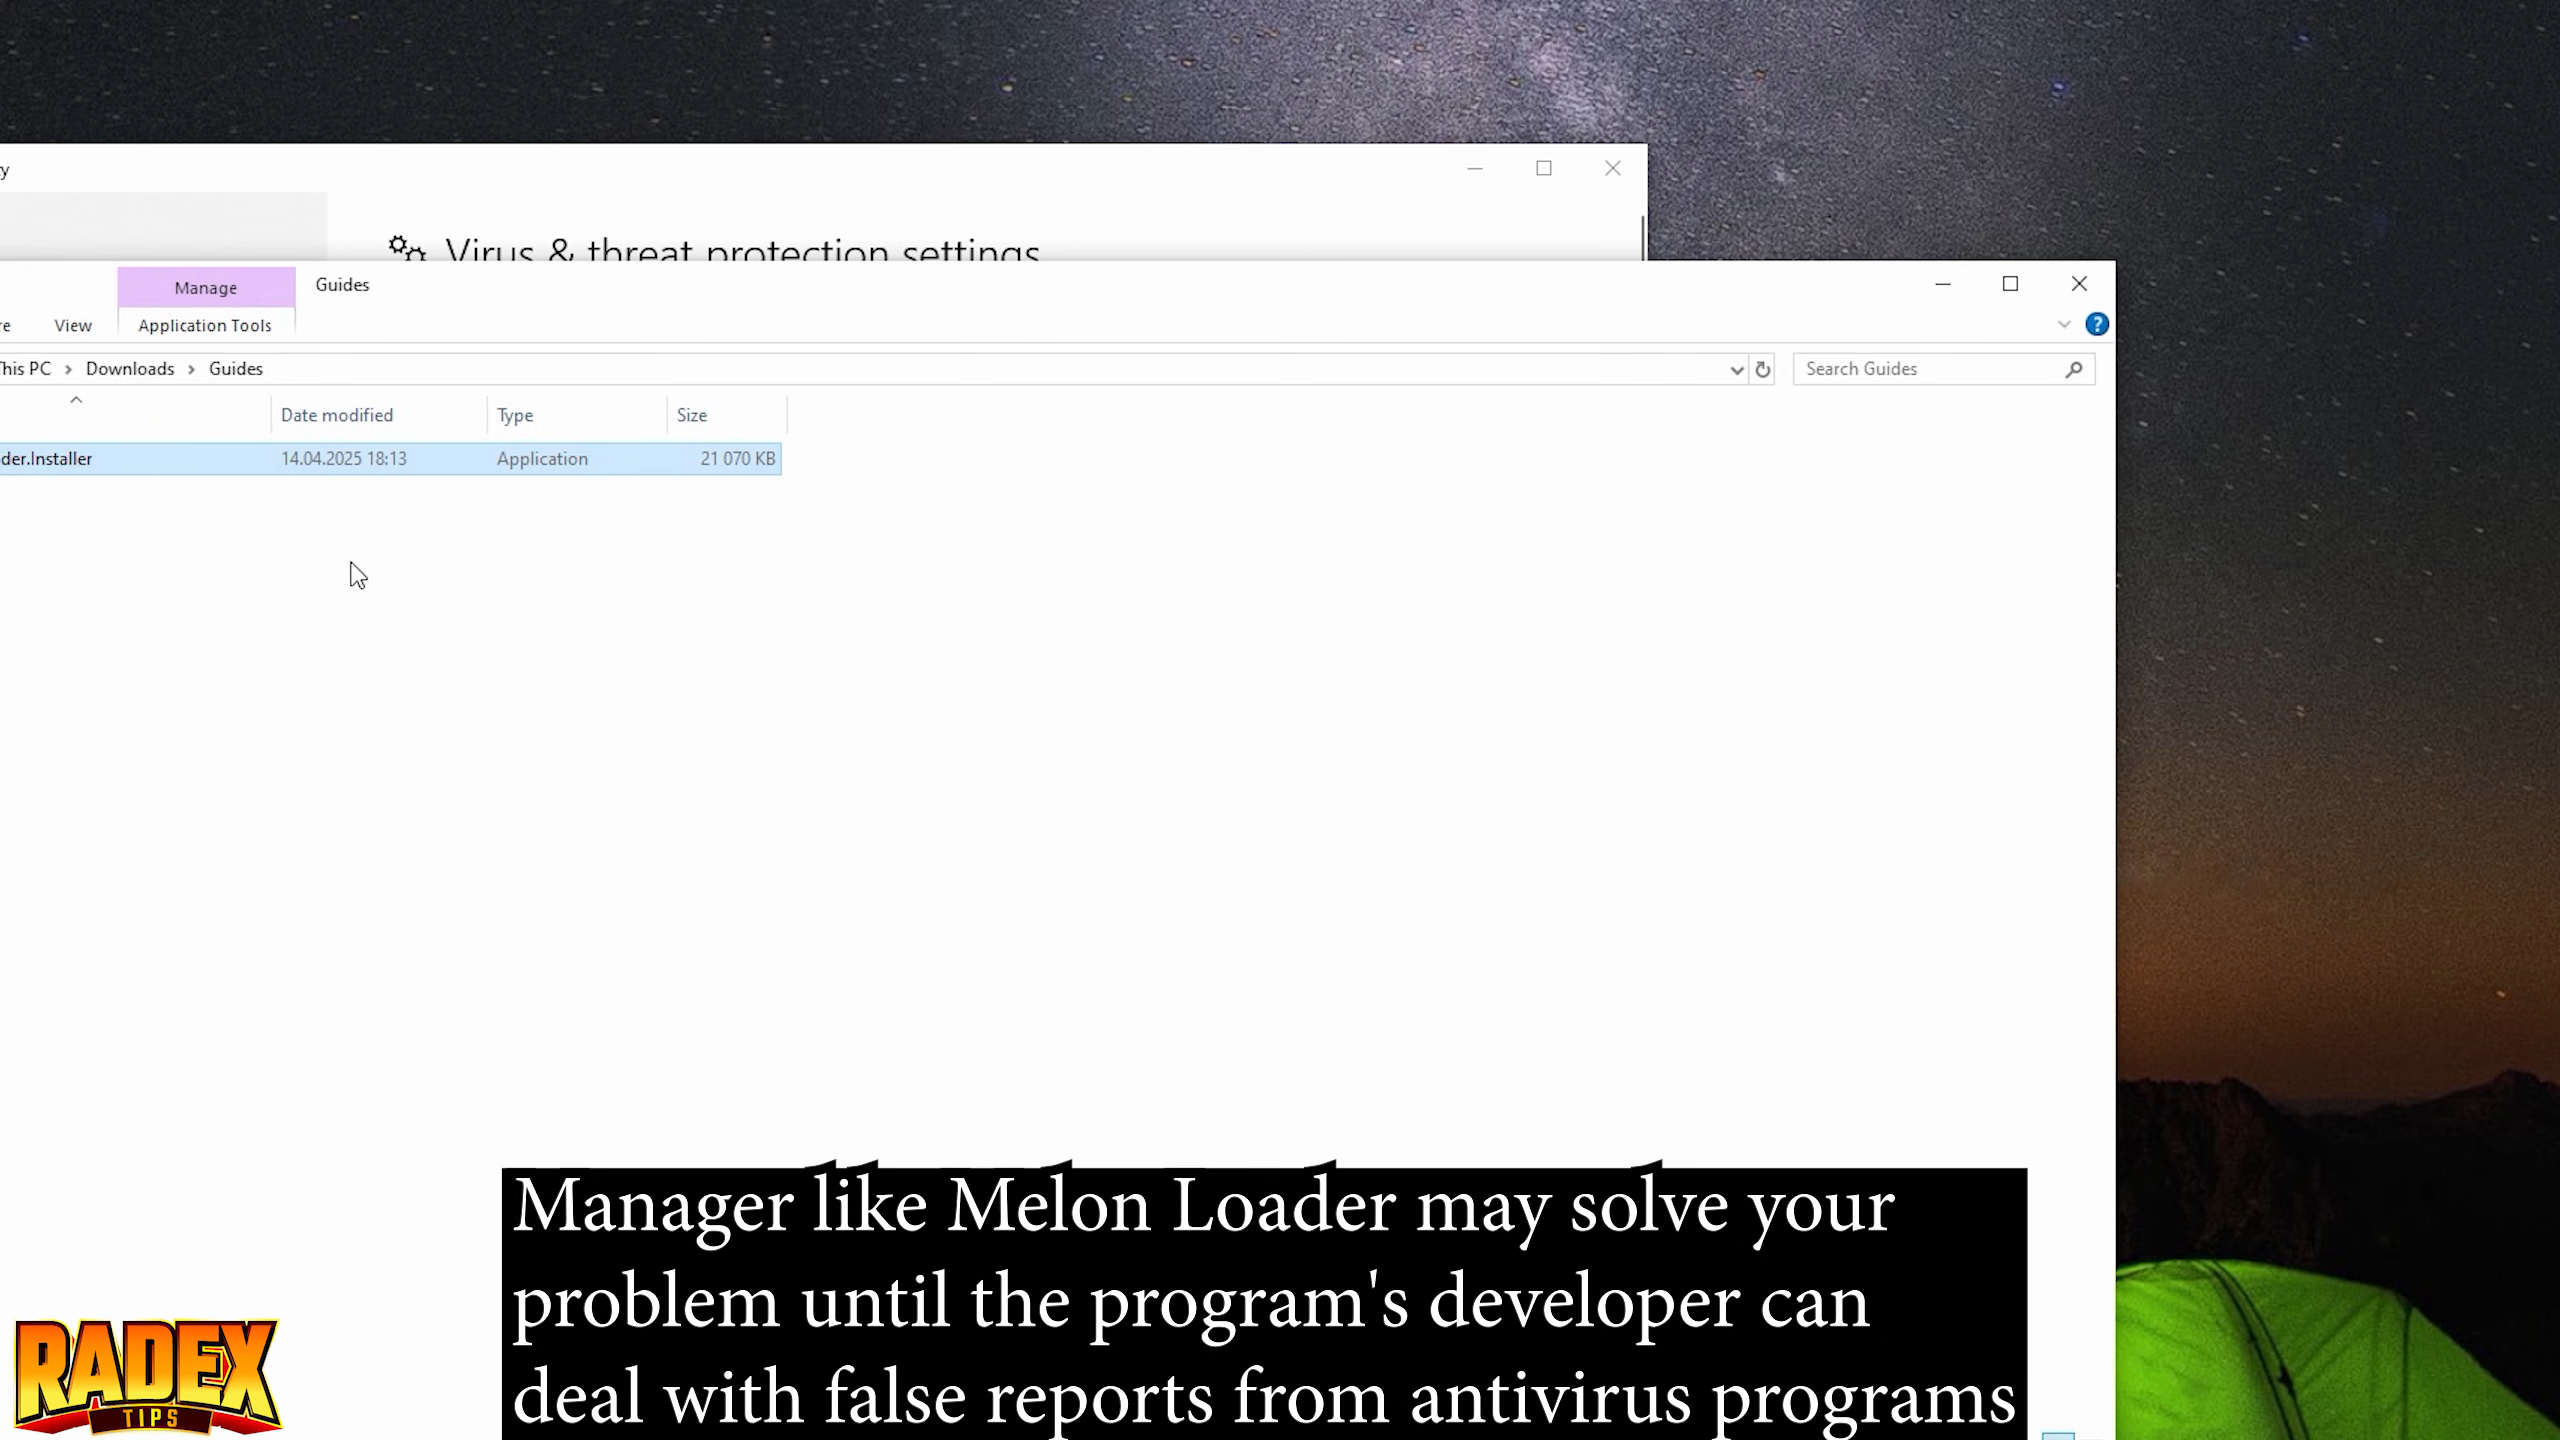 y
Virus & threat protection settings
Manage
Guides
re
View
Application Tools
?
This PC > Downloads > Guides
Search Guides
Date modified
Type
Size
der.Installer
14.04.2025 18:13
Application
21 070 KB
Manager like Melon Loader may solve your
problem until the program's developer can
deal with false reports from antivirus programs
RADEX
TIPS